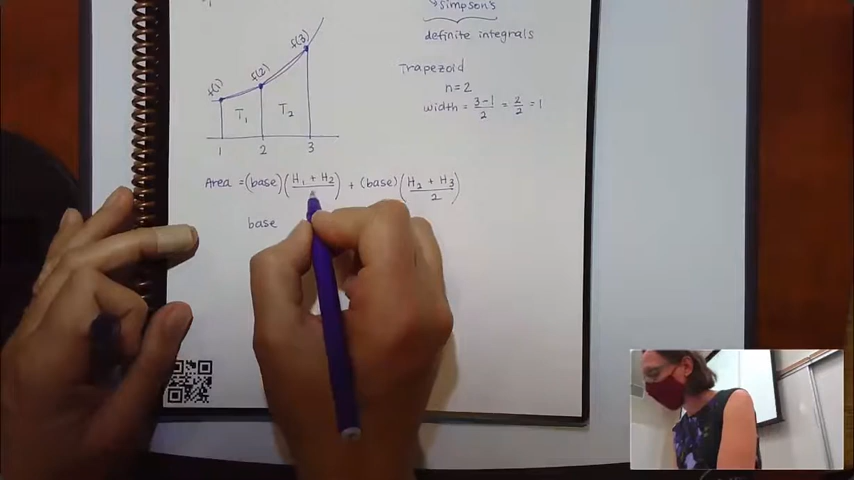 ↳ Simpson's
definite integrals
Trapezoid
n=2
width = 3-1/2 = 2/2 = 1
f(1) f(2) f(3)
T₁ T₂
1 2 3
Area = (base)(H₁ + H₂/2) + (base)(H₂ + H₃/2)
base